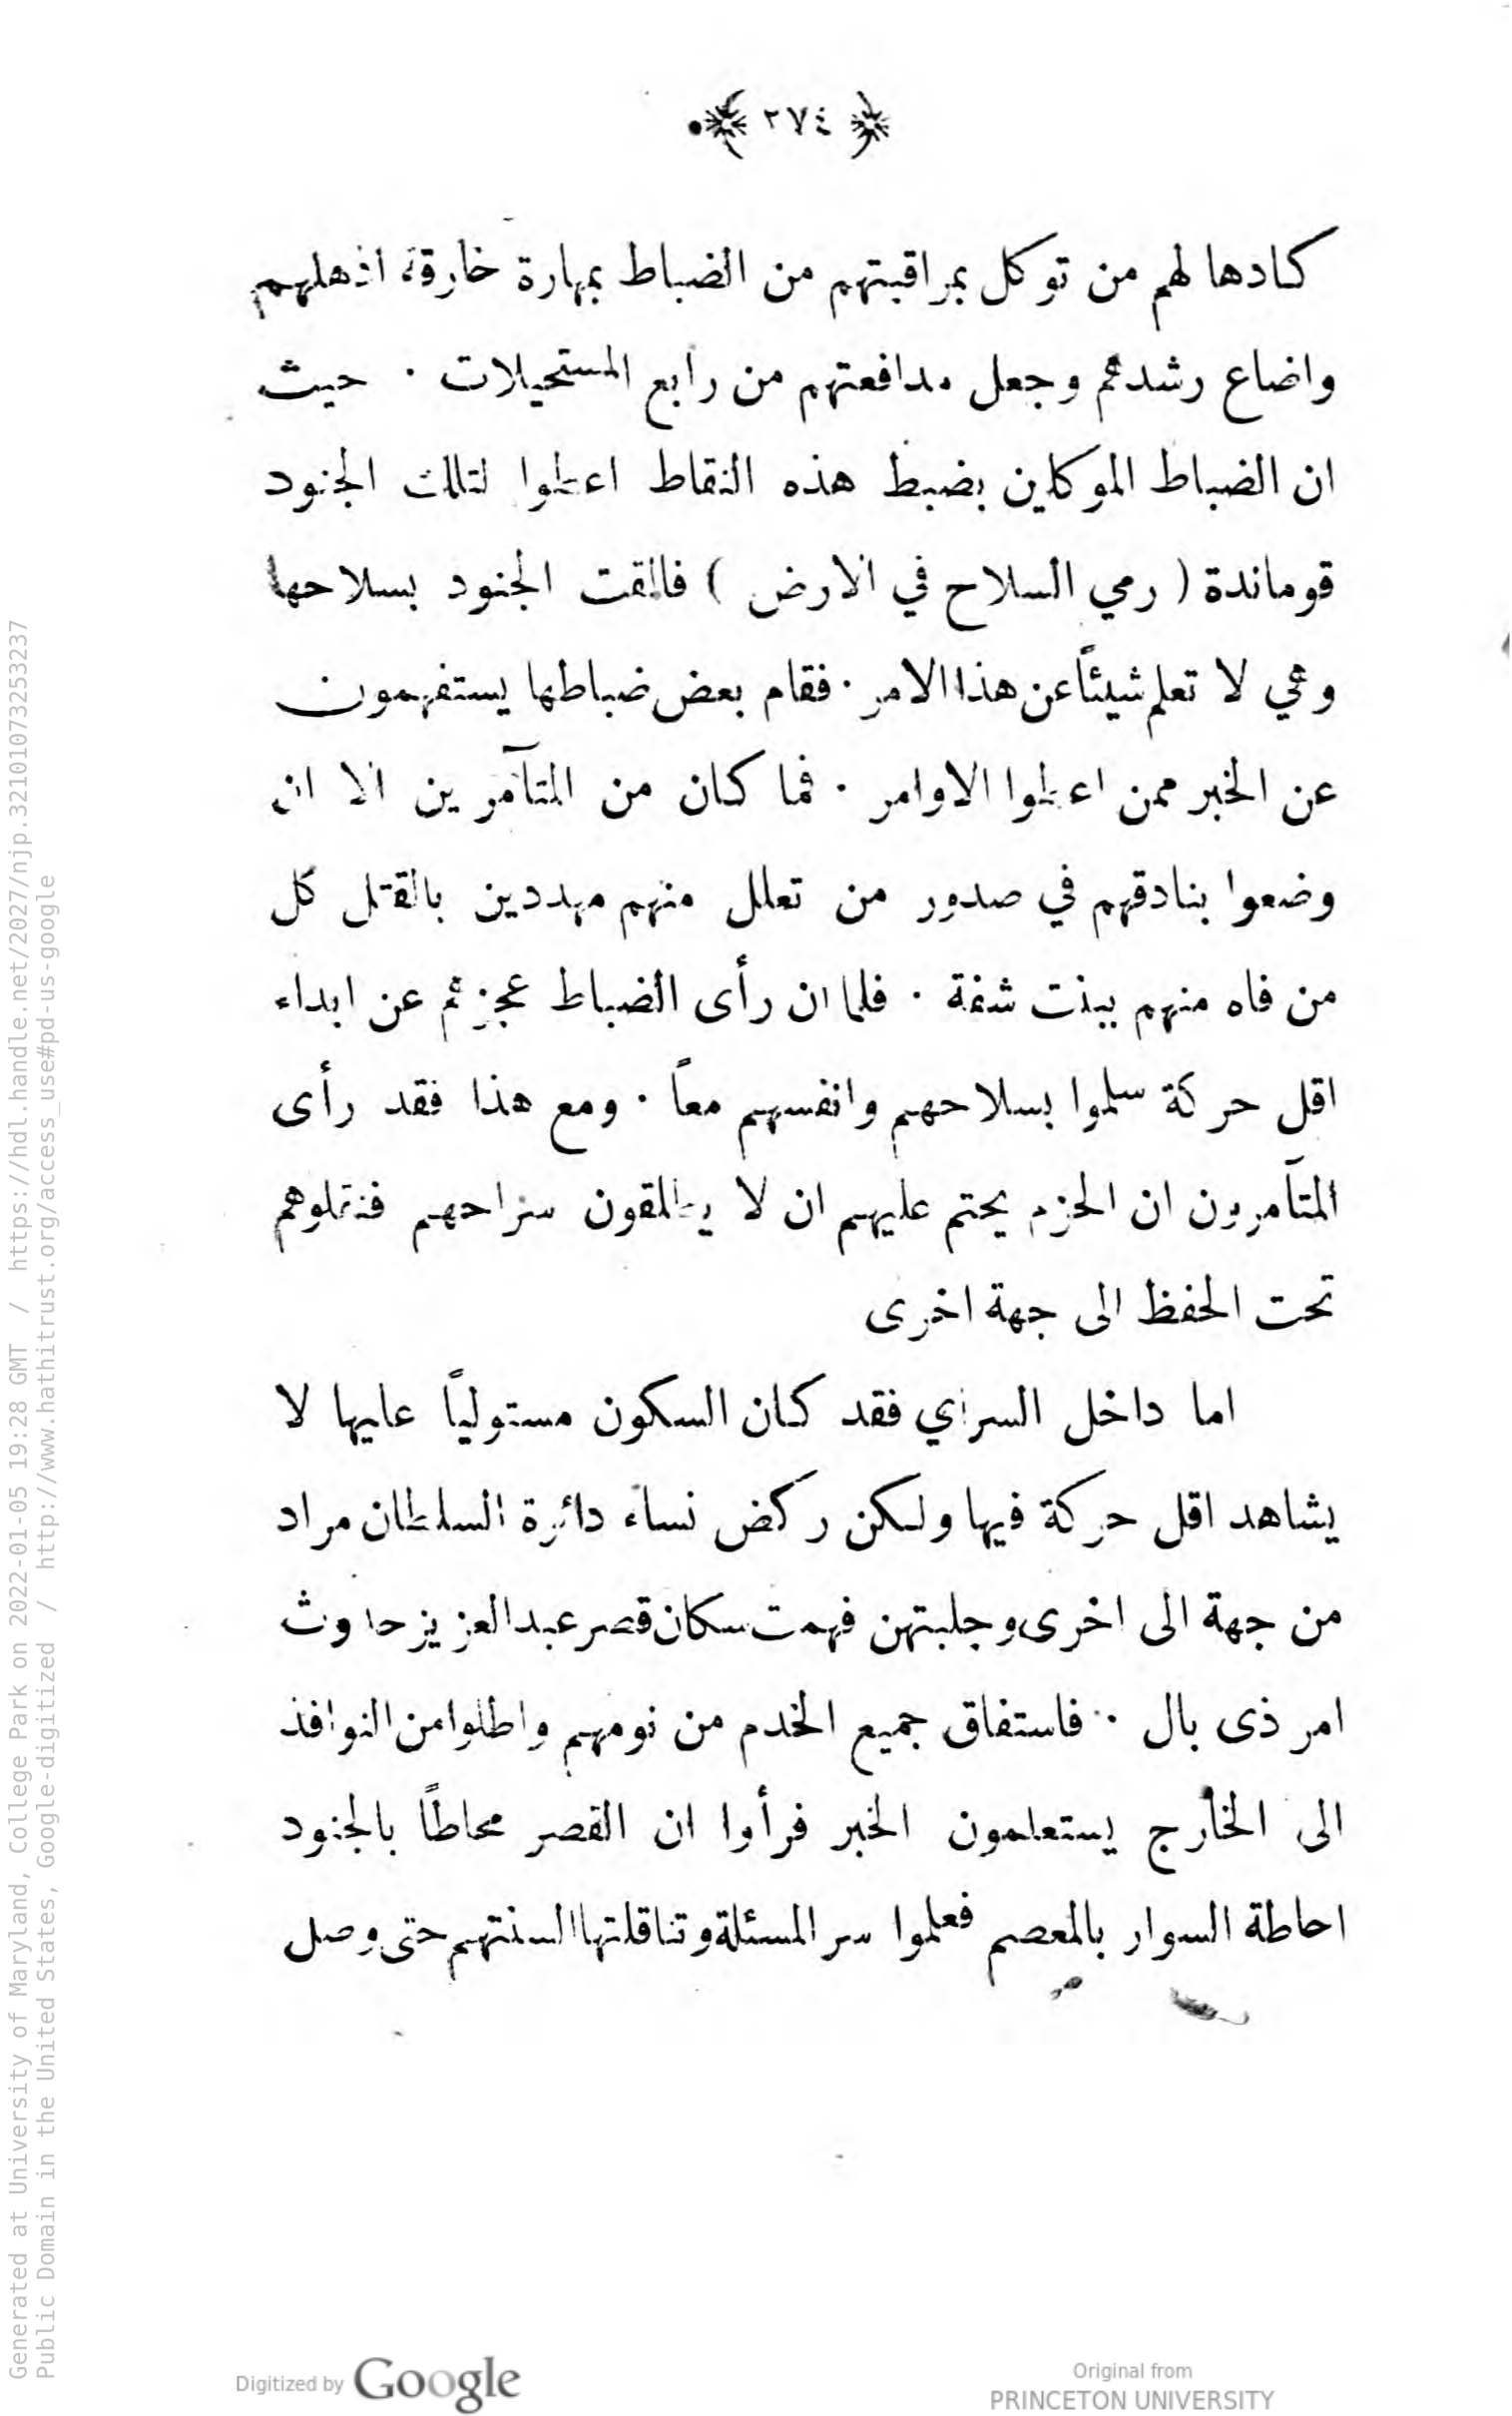 ٢٧٤
كادها لهم من توكل بمراقبتهم من الضباط بمهارة خارقة اذهلهم
واضاع رشدهم وجعل مدافعتهم من رابع المستحيلات . حيث
ان الضباط الموكلين بضبط هذه النقاط اعطوا لتلك الجنود
قوماندة ( رمي السلاح في الارض ) فالقت الجنود بسلاحها
وهي لا تعلم شيئاً عن هذا الامر . فقام بعض ضباطها يستفهمون
عن الخبر ممن اعطوا الاوامر . فما كان من المتآمرين الا ان
وضعوا بنادقهم في صدور من تعلل منهم مهددين بالقتل كل
من فاه منهم ببنت شفة . فلما ان رأى الضباط عجزهم عن ابداء
اقل حركة سلموا بسلاحهم وانفسهم معاً . ومع هذا فقد رأى
المتآمرون ان الحزم يحتم عليهم ان لا يطلقون سراحهم فنقلوهم
تحت الحفظ الى جهة اخرى
اما داخل السراي فقد كان السكون مستولياً عليها لا
يشاهد اقل حركة فيها ولكن ركض نساء دائرة السلطان مراد
من جهة الى اخرى وجلبتهن فهمت سكان قصر عبد العزيز حدوث
امر ذى بال . فاستفاق جميع الخدم من نومهم واطلوا من النوافذ
الى الخارج يستعلمون الخبر فرأوا ان القصر محاطاً بالجنود
احاطة السوار بالمعصم فعلموا سر المسئلة وتناقلتها السنتهم حتى وصل
Generated at University of Maryland, College Park on 2022-01-05 19:28 GMT / https://hdl.handle.net/2027/njp.32101073253237
Public Domain in the United States, Google-digitized / http://www.hathitrust.org/access_use#pd-us-google
Digitized by Google
Original from
PRINCETON UNIVERSITY